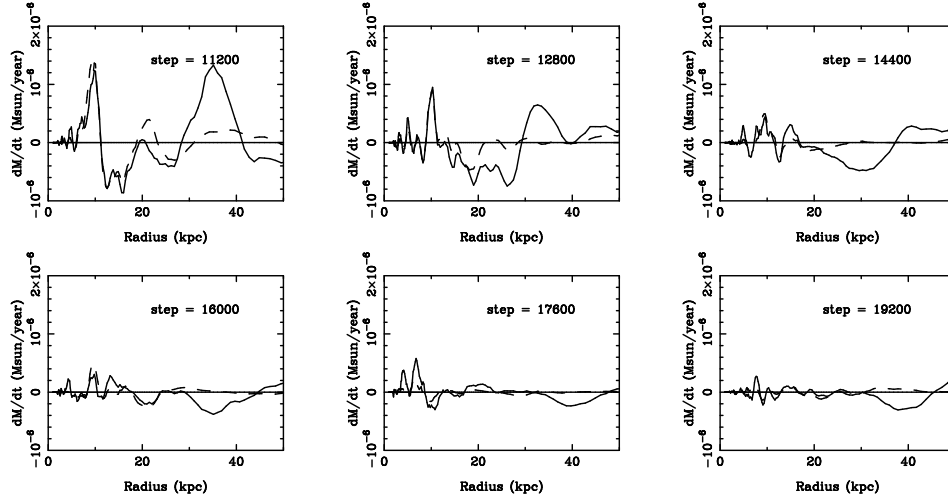 step = 11200
dM/dt (Msun/year)
−10⁻⁶ 0 10⁻⁶ 2×10⁻⁶
0 20 40
Radius (kpc)
step = 12800
dM/dt (Msun/year)
−10⁻⁶ 0 10⁻⁶ 2×10⁻⁶
0 20 40
Radius (kpc)
step = 14400
dM/dt (Msun/year)
−10⁻⁶ 0 10⁻⁶ 2×10⁻⁶
0 20 40
Radius (kpc)
step = 16000
dM/dt (Msun/year)
−10⁻⁶ 0 10⁻⁶ 2×10⁻⁶
0 20 40
Radius (kpc)
step = 17600
dM/dt (Msun/year)
−10⁻⁶ 0 10⁻⁶ 2×10⁻⁶
0 20 40
Radius (kpc)
step = 19200
dM/dt (Msun/year)
−10⁻⁶ 0 10⁻⁶ 2×10⁻⁶
0 20 40
Radius (kpc)